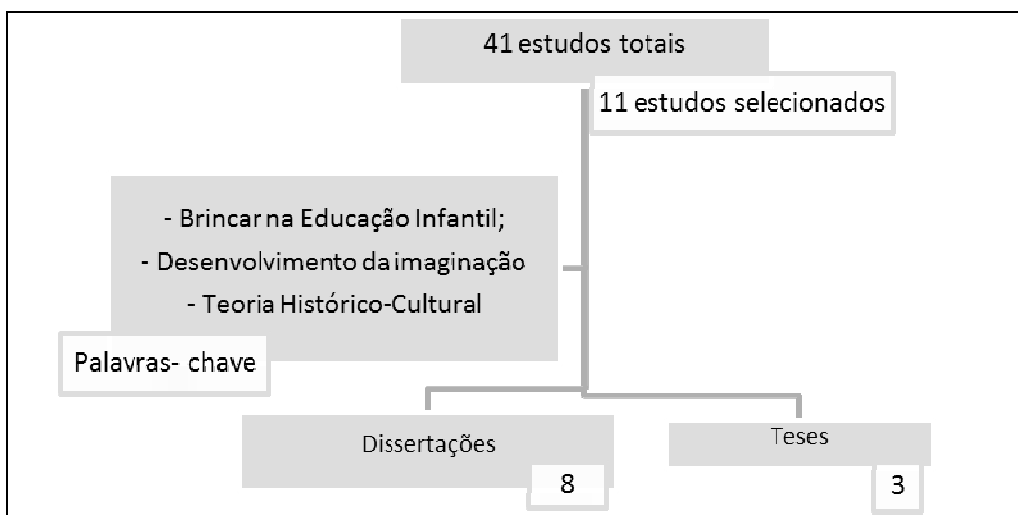 41 estudos totais
11 estudos selecionados
- Brincar na Educação Infantil;
- Desenvolvimento da imaginação
- Teoria Histórico-Cultural
Palavras- chave
Dissertações
8
Teses
3